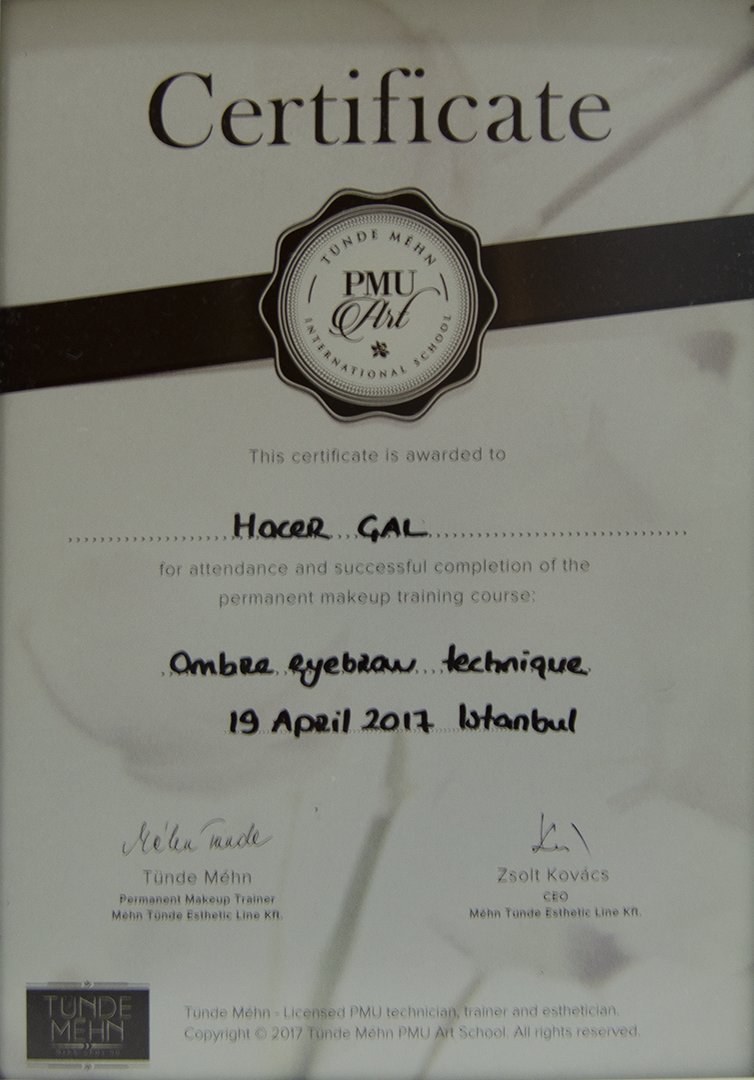 Certificate
TÜNDE MÉHN
PMU
Art
INTERNATIONAL SCHOOL
This certificate is awarded to
Hacer GAL
for attendance and successful completion of the
permanent makeup training course:
Ombre eyebrow technique
19 April 2017 Istanbul
Méhn Tünde
Tünde Méhn
Permanent Makeup Trainer
Méhn Tünde Esthetic Line Kft.
Zsolt Kovács
CEO
Méhn Tünde Esthetic Line Kft.
TÜNDE
MÉHN
Tünde Méhn - Licensed PMU technician, trainer and esthetician.
Copyright © 2017 Tünde Méhn PMU Art School. All rights reserved.